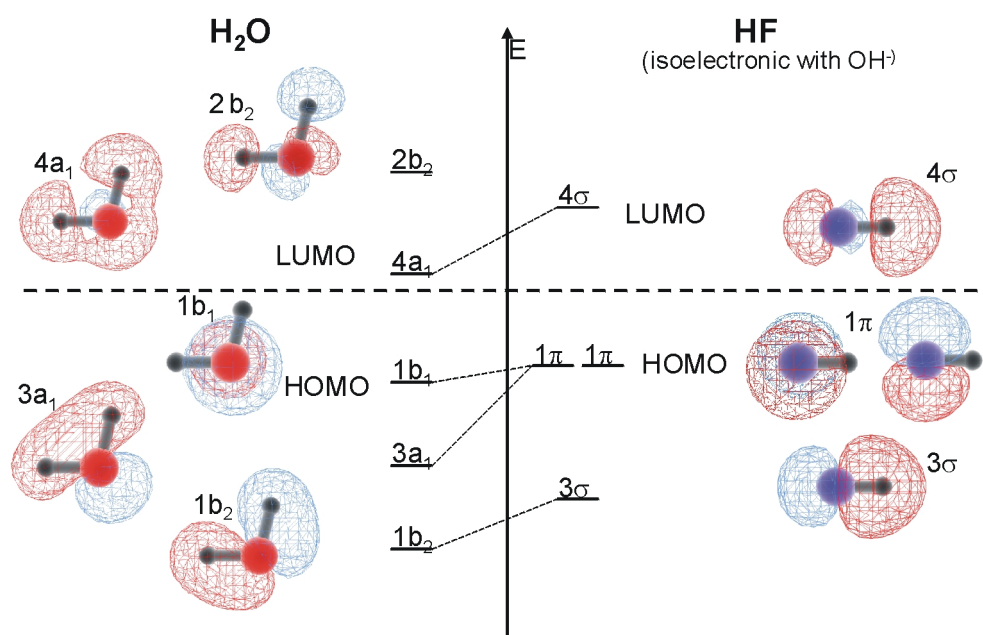 H₂O
HF
(isoelectronic with OH⁻)
E
2b₂
4a₁
2b₂
4σ
4σ
LUMO
LUMO
4a₁
1b₁
1π
1π
1π
HOMO
HOMO
1b₁
3a₁
3a₁
3σ
3σ
1b₂
1b₂